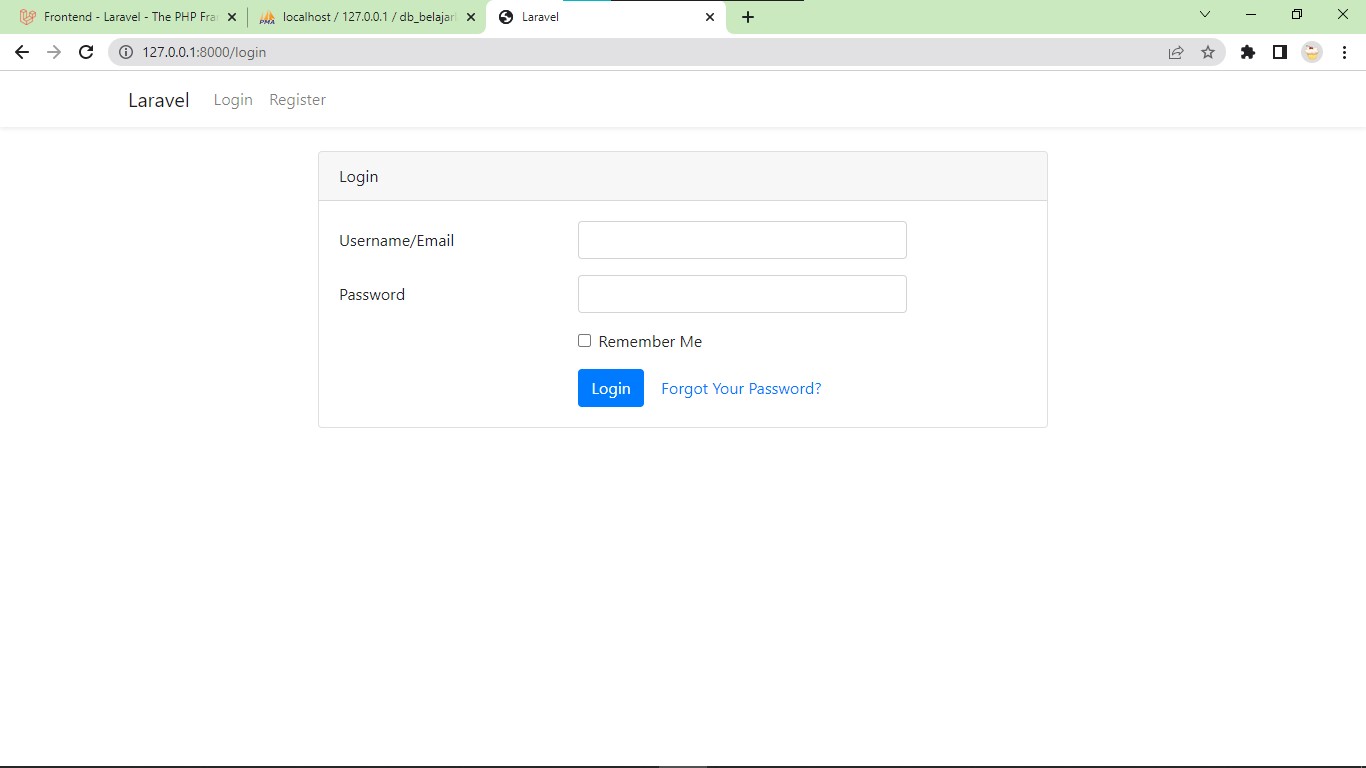 Frontend - Laravel - The PHP Fra
PMA localhost / 127.0.0.1 / db_belajar
Laravel
127.0.0.1:8000/login
Laravel Login Register
Login
Username/Email
Password
Remember Me
Login Forgot Your Password?